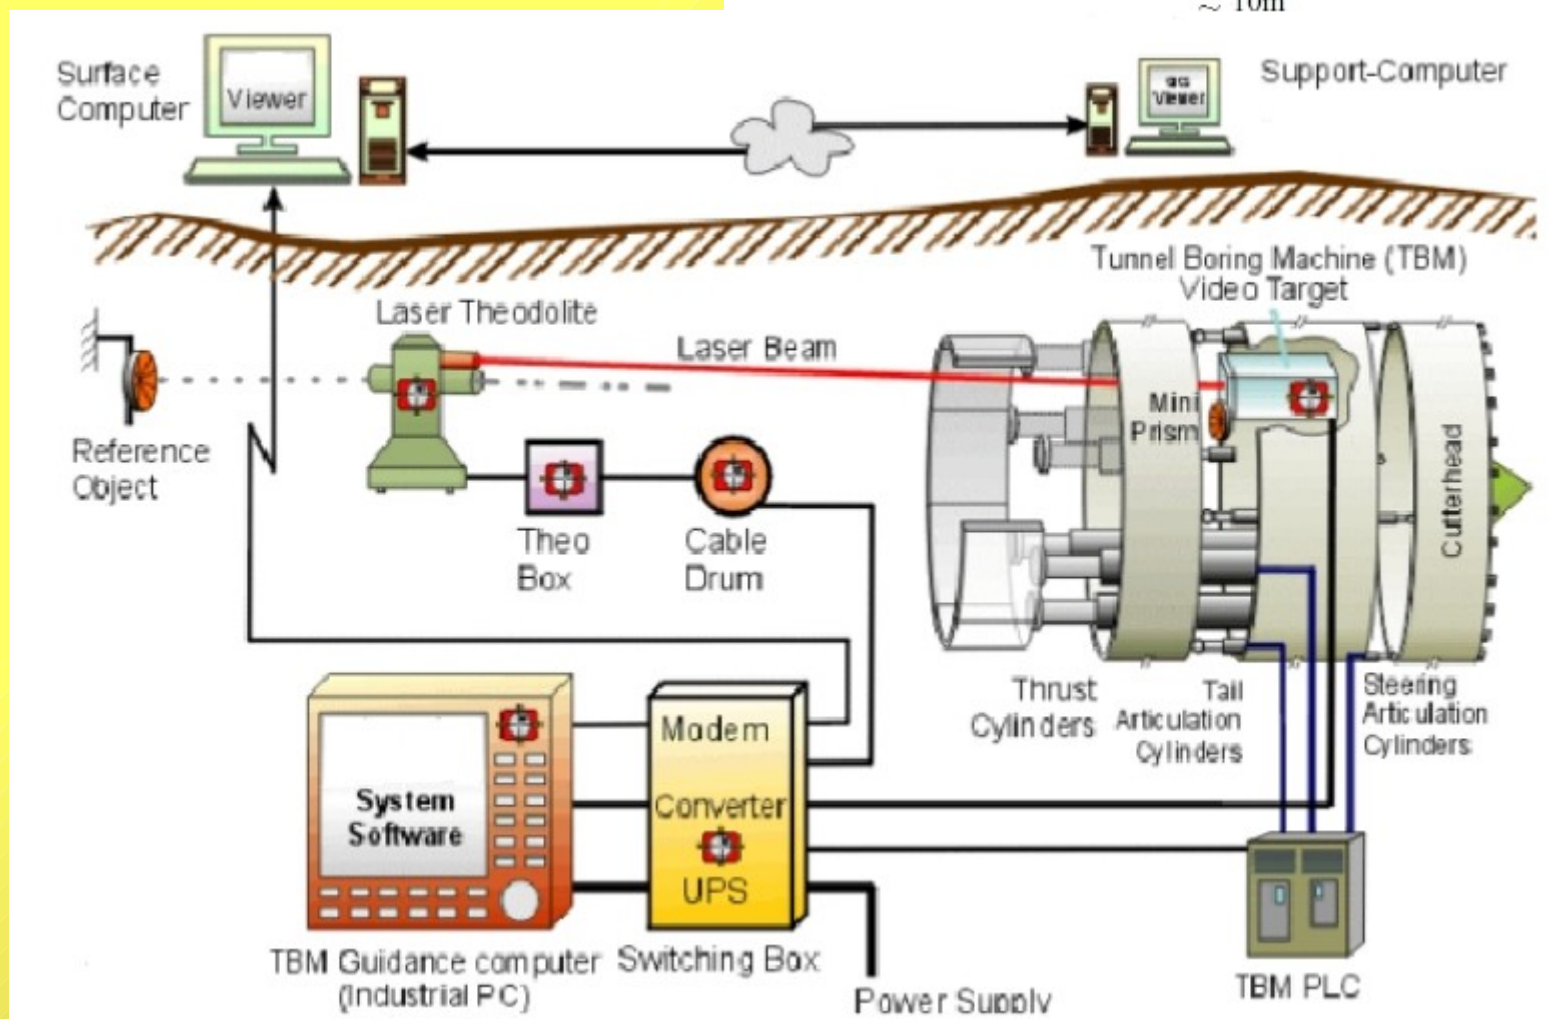 ~ 10m
Surface
Computer
Viewer
Viewer
Support-Computer
Tunnel Boring Machine (TBM)
Video Target
Laser Theodolite
Laser Beam
Mini
Prism
Reference
Object
Cutterhead
Theo
Box
Cable
Drum
Thrust
Cylinders
Tail
Articulation
Cylinders
Steering
Articulation
Cylinders
System
Software
Modem
Converter
UPS
TBM Guidance computer
(Industrial PC)
Switching Box
Power Supply
TBM PLC